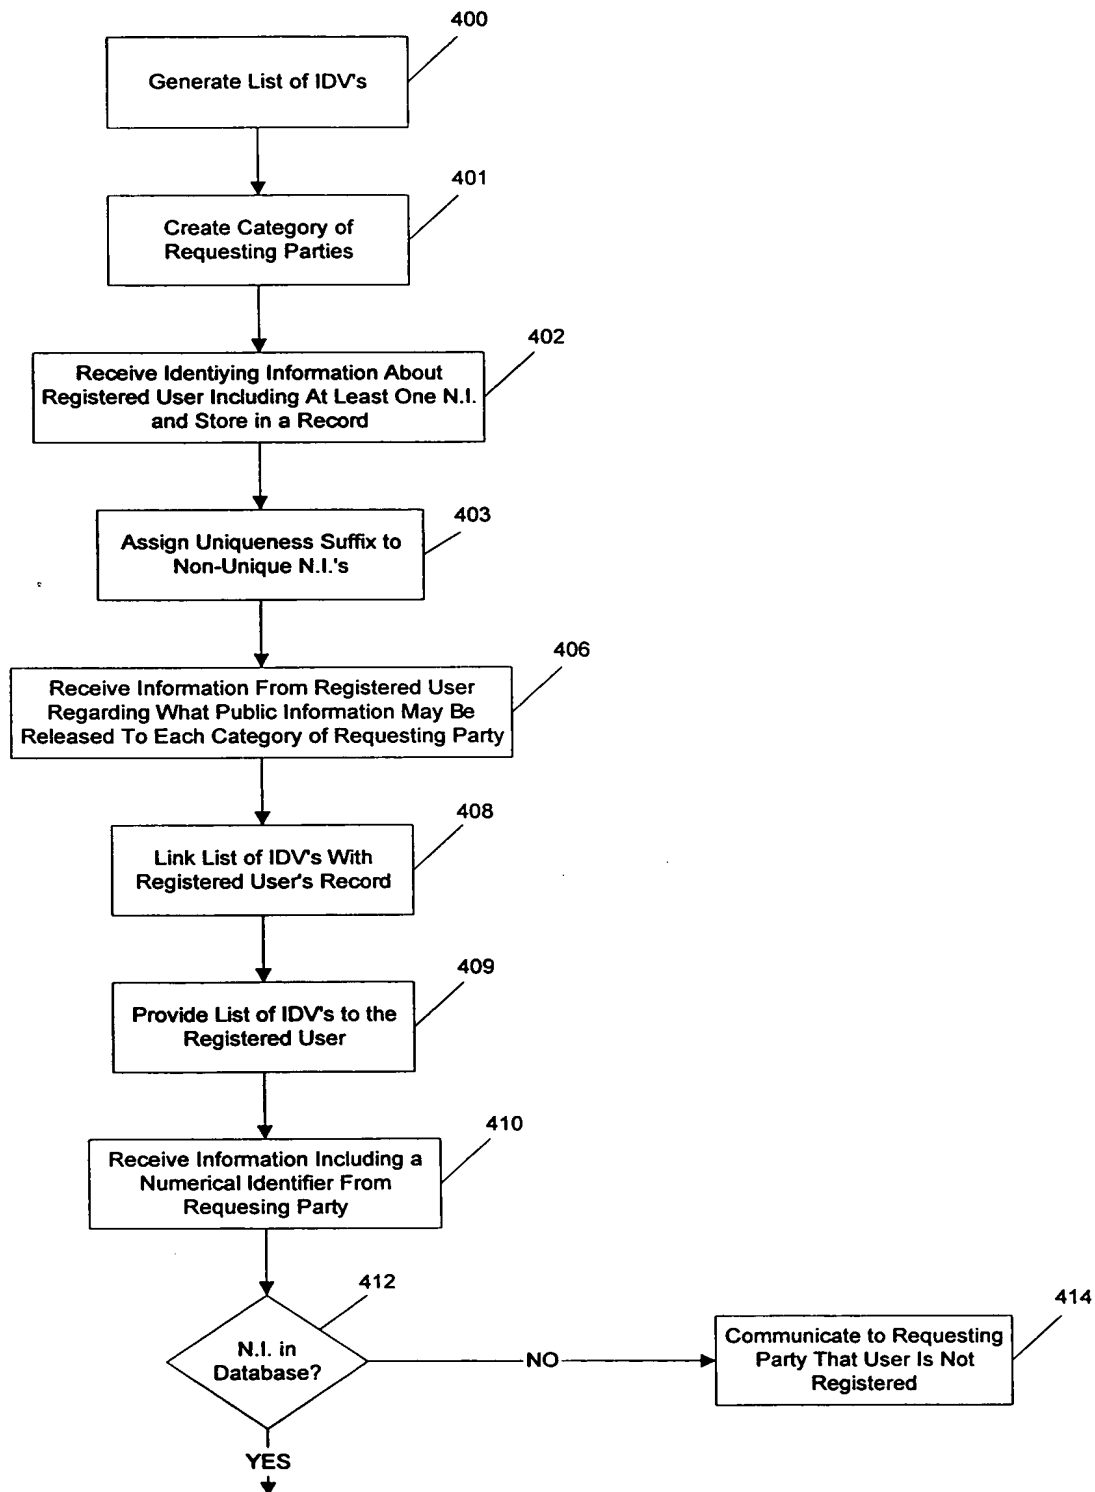 400
Generate List of IDV's
401
Create Category of
Requesting Parties
402
Receive Identiying Information About
Registered User Including At Least One N.I.
and Store in a Record
403
Assign Uniqueness Suffix to
Non-Unique N.I.'s
406
Receive Information From Registered User
Regarding What Public Information May Be
Released To Each Category of Requesting Party
408
Link List of IDV's With
Registered User's Record
409
Provide List of IDV's to the
Registered User
410
Receive Information Including a
Numerical Identifier From
Requesing Party
412
N.I. in
Database?
NO
414
Communicate to Requesting
Party That User Is Not
Registered
YES